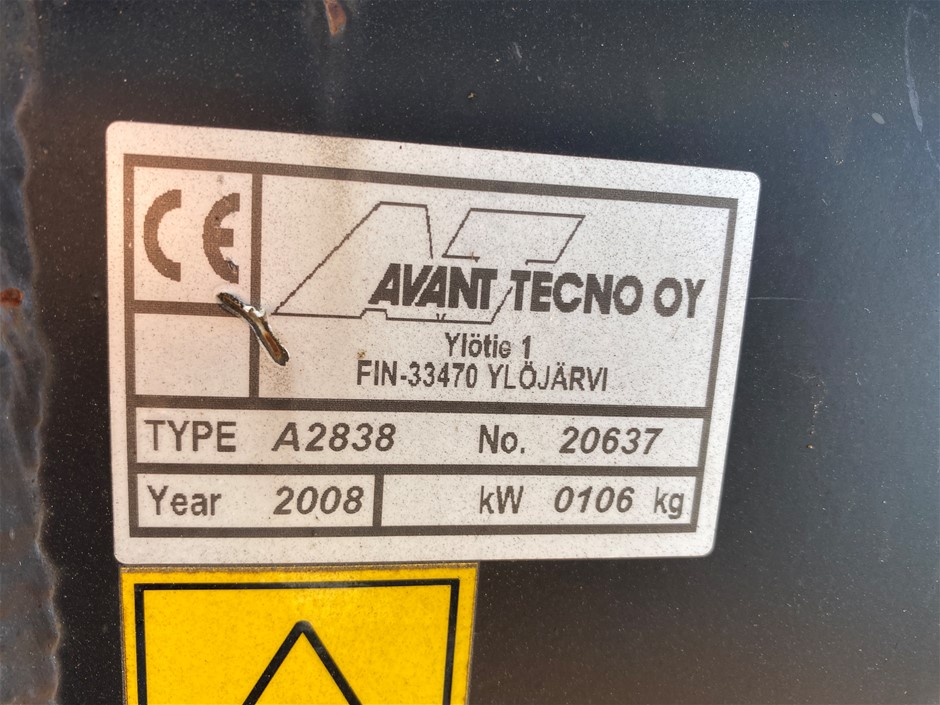 CE
AVANT TECNO OY
Ylötie 1
FIN-33470 YLÖJÄRVI
TYPE A2838 No. 20637
Year 2008 kW 0106 kg